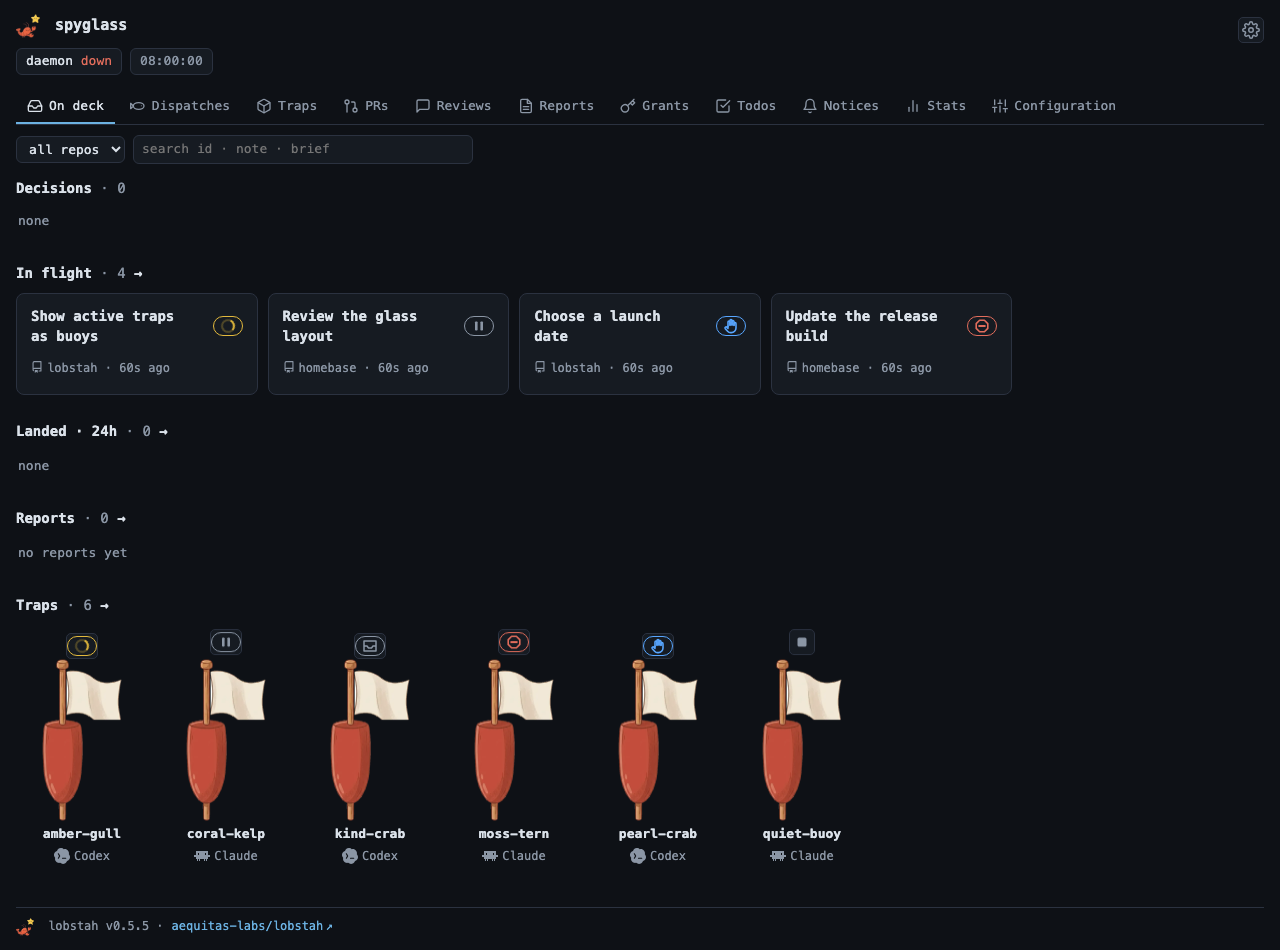 spyglass
daemon down 08:00:00
On deck Dispatches Traps PRs Reviews Reports Grants Todos Notices Stats Configuration
all repos search id · note · brief
Decisions · 0
none
In flight · 4 →
Show active traps as buoys
lobstah · 60s ago
Review the glass layout
homebase · 60s ago
Choose a launch date
lobstah · 60s ago
Update the release build
homebase · 60s ago
Landed · 24h · 0 →
none
Reports · 0 →
no reports yet
Traps · 6 →
amber-gull coral-kelp kind-crab moss-tern pearl-crab quiet-buoy
Codex Claude Codex Claude Codex Claude
lobstah v0.5.5 · aequitas-labs/lobstah↗